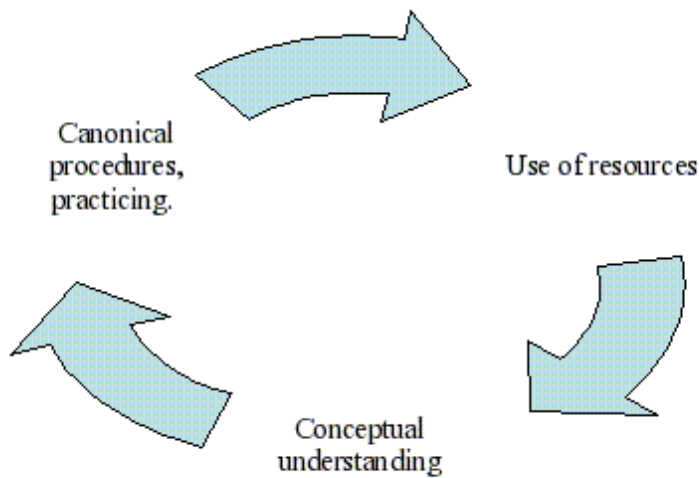 Canonical
procedures,
practicing.
Use of resources
Conceptual
understanding